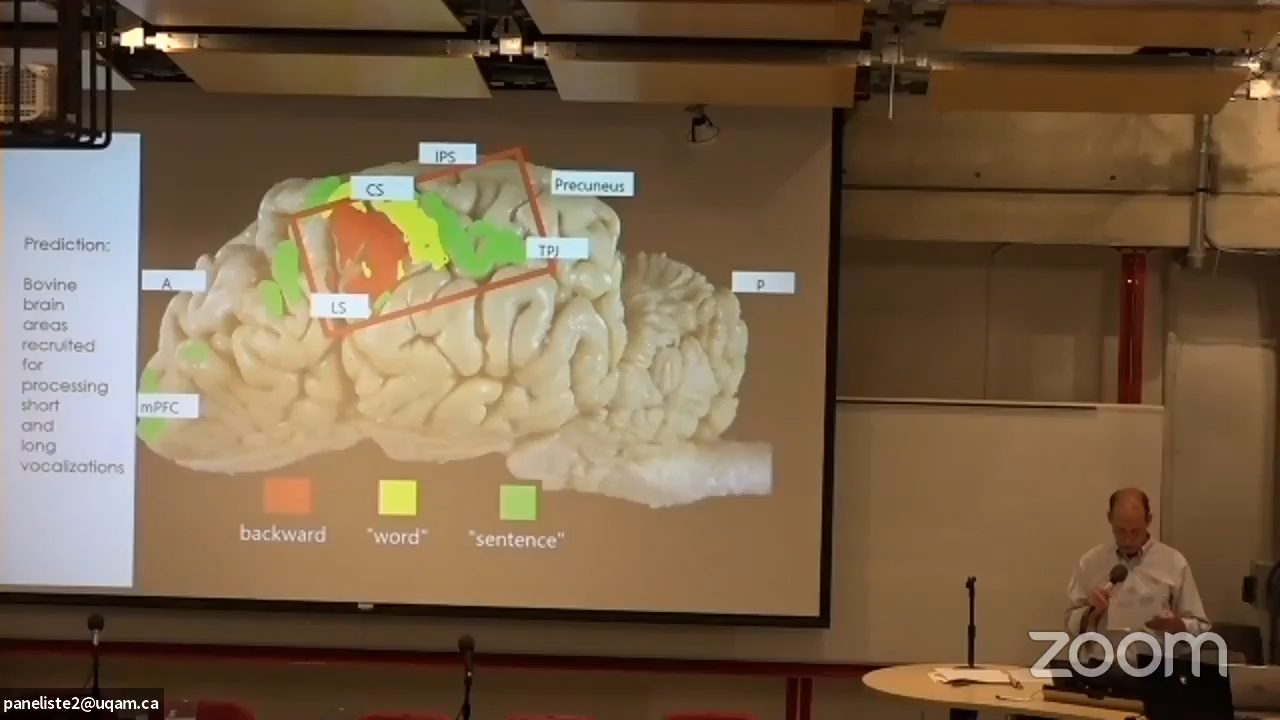 Prediction:
Bovine
brain
areas
recruited
for
processing
short
and
long
vocalizations
IPS
CS
Precuneus
TPJ
A
P
LS
mPFC
backward
"word"
"sentence"
zoom
paneliste2@uqam.ca